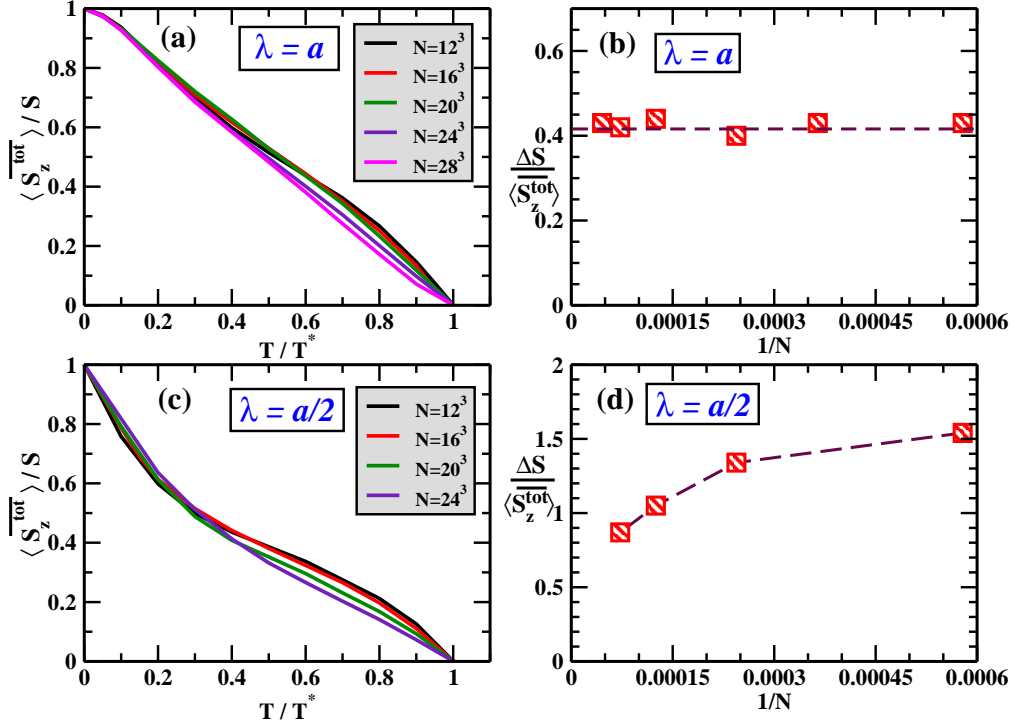 (a)
λ = a
N=12³
N=16³
N=20³
N=24³
N=28³
⟨ S_z^tot ⟩ / S
1
0.8
0.6
0.4
0.2
0
0 0.2 0.4 0.6 0.8 1
T / T*
(b)
λ = a
ΔS
⟨S_z^tot⟩
0.6
0.4
0.2
0
0 0.00015 0.0003 0.00045 0.0006
1/N
(c)
λ = a/2
N=12³
N=16³
N=20³
N=24³
⟨ S_z^tot ⟩ / S
1
0.8
0.6
0.4
0.2
0
0 0.2 0.4 0.6 0.8 1
T / T*
(d)
λ = a/2
ΔS
⟨S_z^tot⟩
2
1.5
1
0.5
0
0 0.00015 0.0003 0.00045 0.0006
1/N